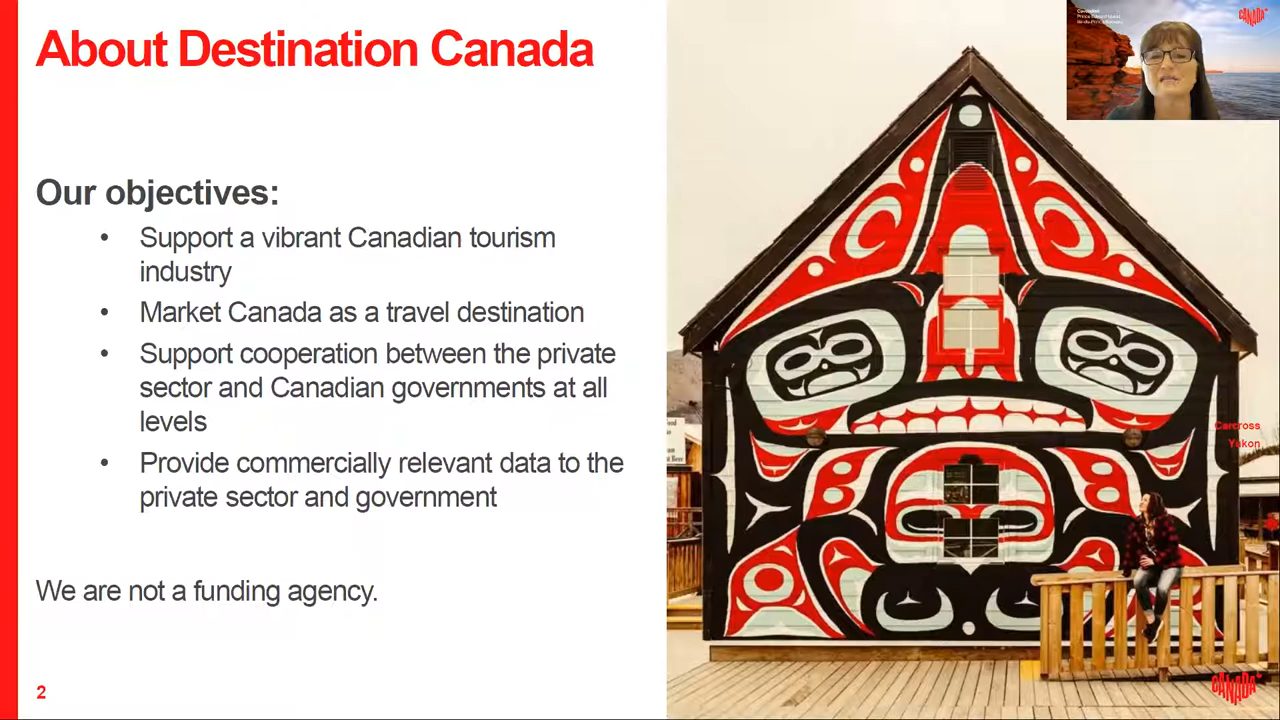 About Destination Canada
Our objectives:
• Support a vibrant Canadian tourism
industry
• Market Canada as a travel destination
• Support cooperation between the private
sector and Canadian governments at all
levels
• Provide commercially relevant data to the
private sector and government
We are not a funding agency.
2
CANADA
Carcross
Yukon
CANADA